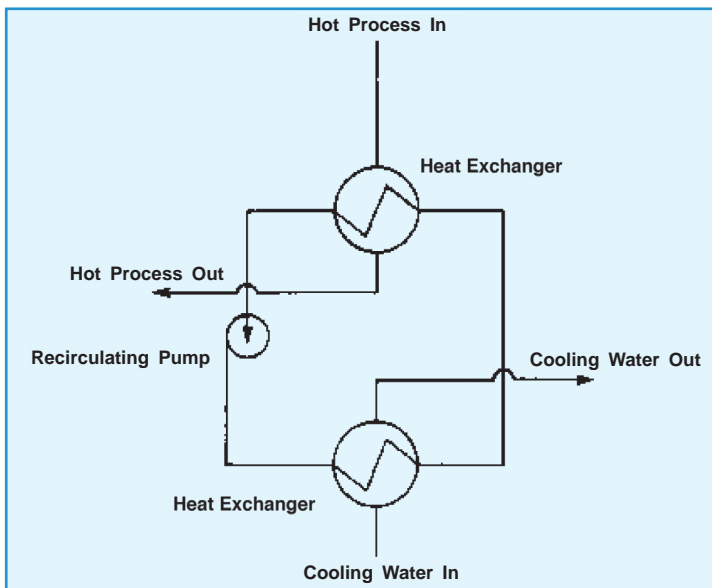 Hot Process In
Heat Exchanger
Hot Process Out
Recirculating Pump
Cooling Water Out
Heat Exchanger
Cooling Water In